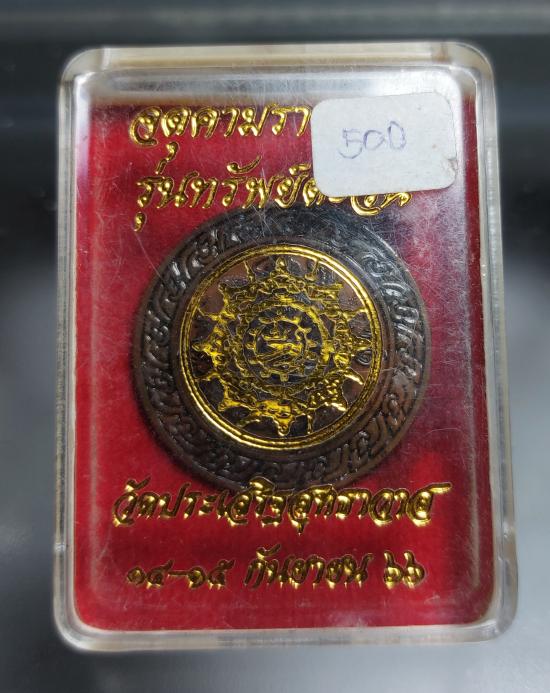 จตุคามรา
500
รุ่นทรัพย์
วัดประเสริฐสุทธาวาส
๑๔-๑๕ กันยายน ๖๖